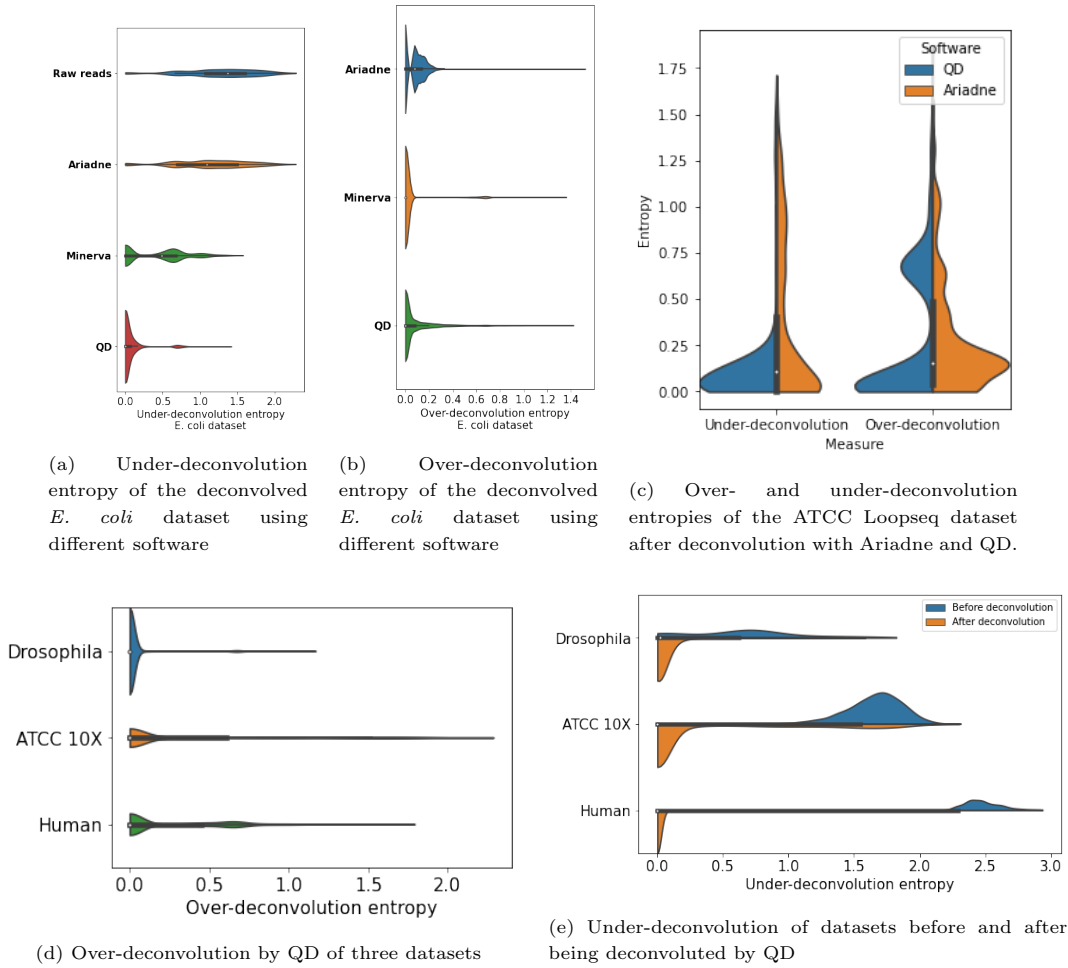 Raw reads
Ariadne
Minerva
QD
0.0 0.5 1.0 1.5 2.0
Under-deconvolution entropy
E. coli dataset
(a) Under-deconvolution
entropy of the deconvolved
E. coli dataset using
different software
Ariadne
Minerva
QD
0.0 0.2 0.4 0.6 0.8 1.0 1.2 1.4
Over-deconvolution entropy
E. coli dataset
(b) Over-deconvolution
entropy of the deconvolved
E. coli dataset using
different software
Software
QD
Ariadne
1.75
1.50
1.25
1.00
0.75
0.50
0.25
0.00
Entropy
Under-deconvolution Over-deconvolution
Measure
(c) Over- and under-deconvolution
entropies of the ATCC Loopseq dataset
after deconvolution with Ariadne and QD.
Drosophila
ATCC 10X
Human
0.0 0.5 1.0 1.5 2.0
Over-deconvolution entropy
(d) Over-deconvolution by QD of three datasets
Before deconvolution
After deconvolution
Drosophila
ATCC 10X
Human
0.0 0.5 1.0 1.5 2.0 2.5 3.0
Under-deconvolution entropy
(e) Under-deconvolution of datasets before and after
being deconvoluted by QD